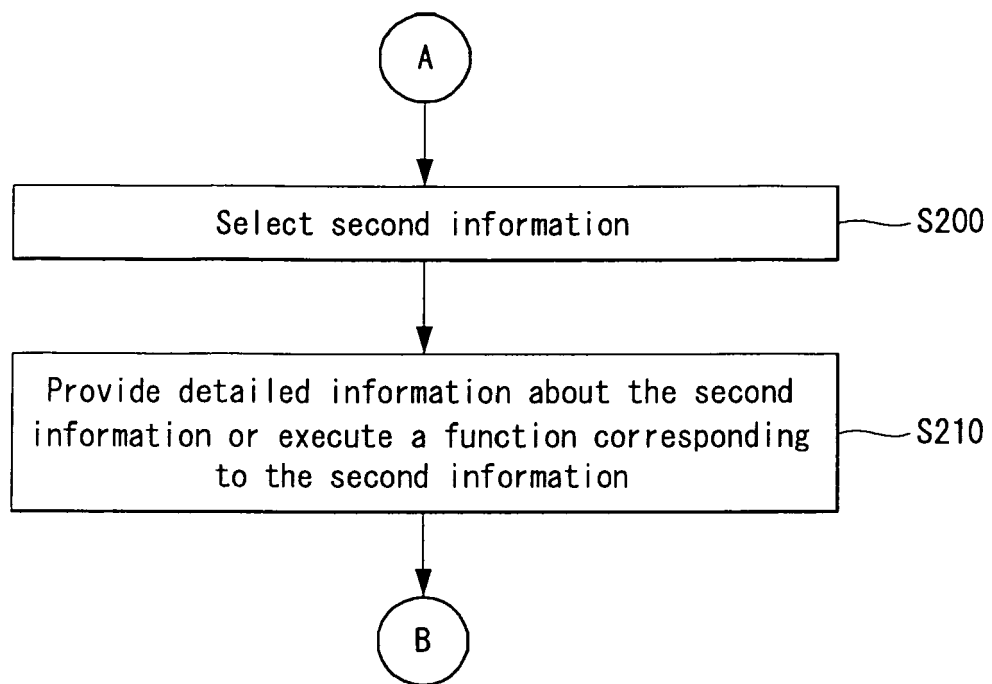 A
Select second information
S200
Provide detailed information about the second
information or execute a function corresponding
to the second information
S210
B